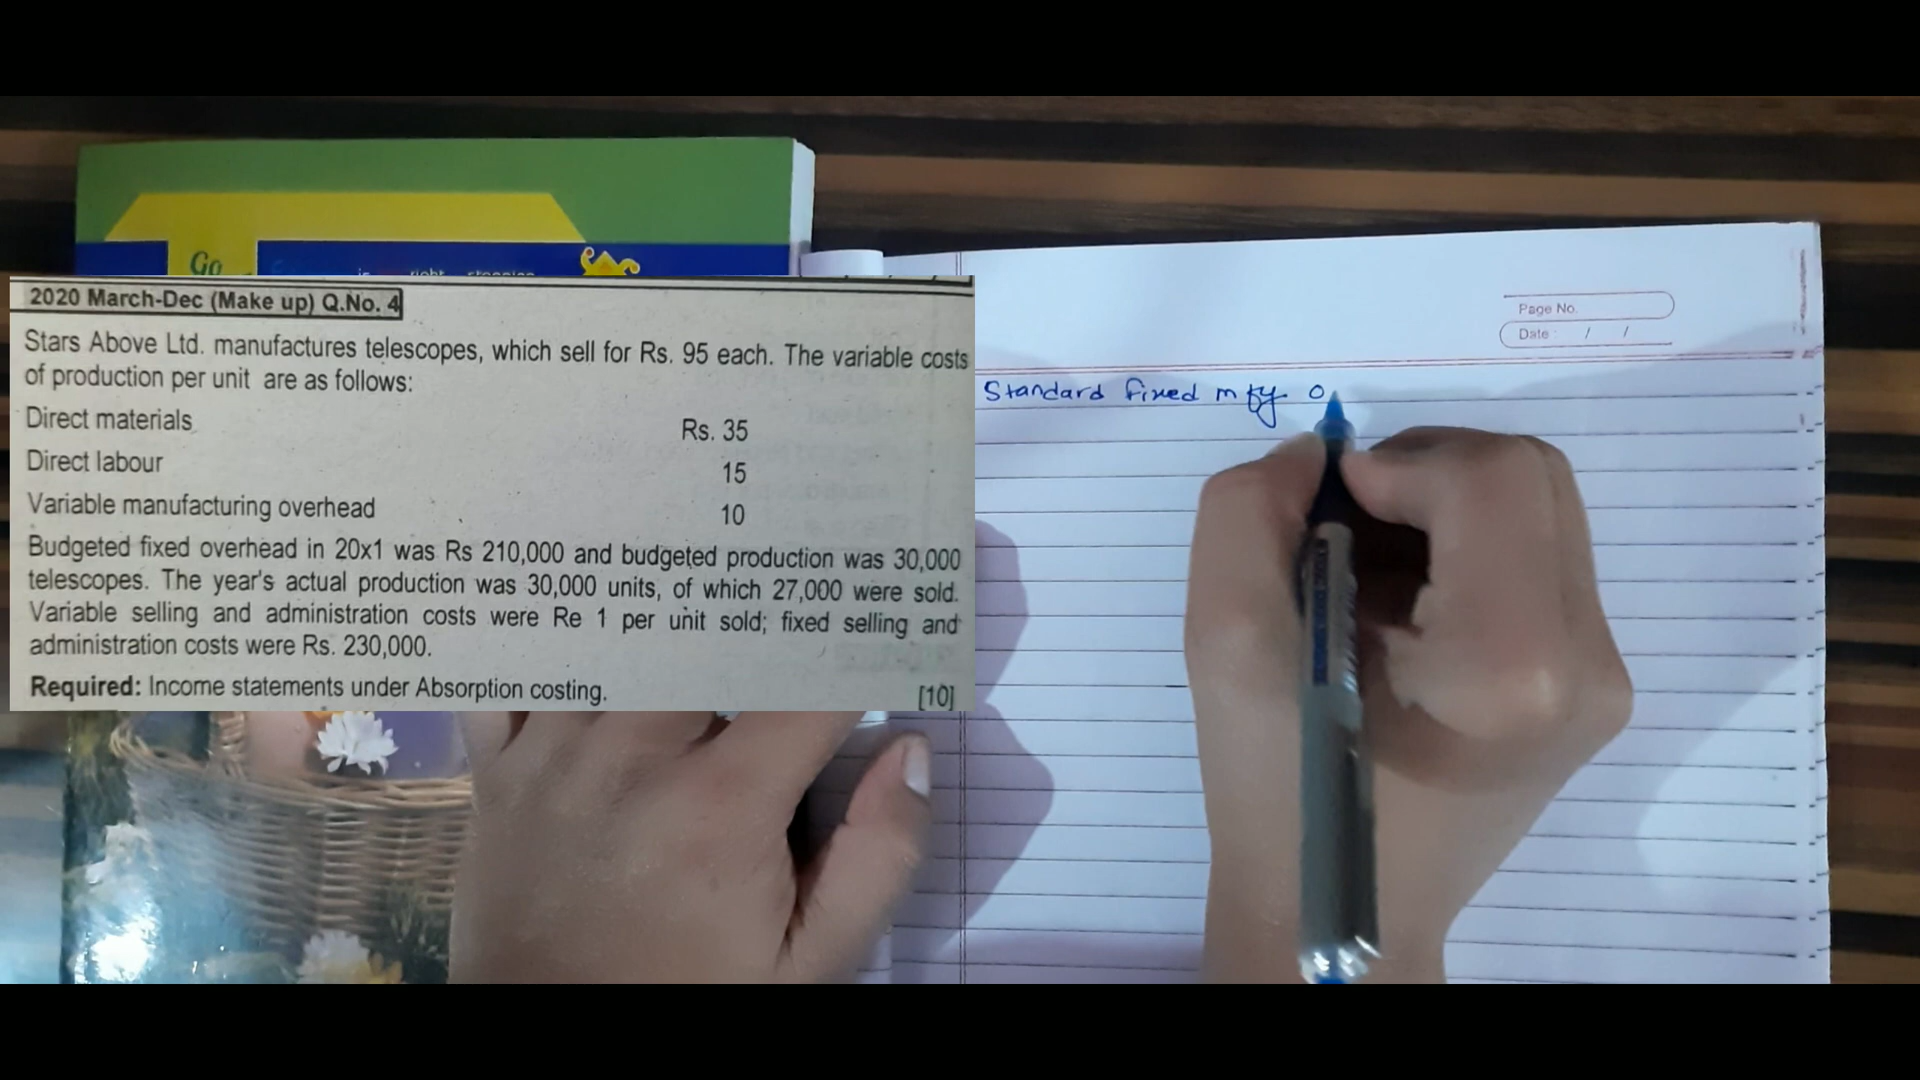 Go
is right stepping
2020 March-Dec (Make up) Q.No. 4
Stars Above Ltd. manufactures telescopes, which sell for Rs. 95 each. The variable costs
of production per unit are as follows:
Direct materials Rs. 35
Direct labour 15
Variable manufacturing overhead 10
Budgeted fixed overhead in 20x1 was Rs 210,000 and budgeted production was 30,000
telescopes. The year's actual production was 30,000 units, of which 27,000 were sold.
Variable selling and administration costs were Re 1 per unit sold; fixed selling and
administration costs were Rs. 230,000.
Required: Income statements under Absorption costing. [10]
Page No.
Date : / /
Standard fixed mfg O